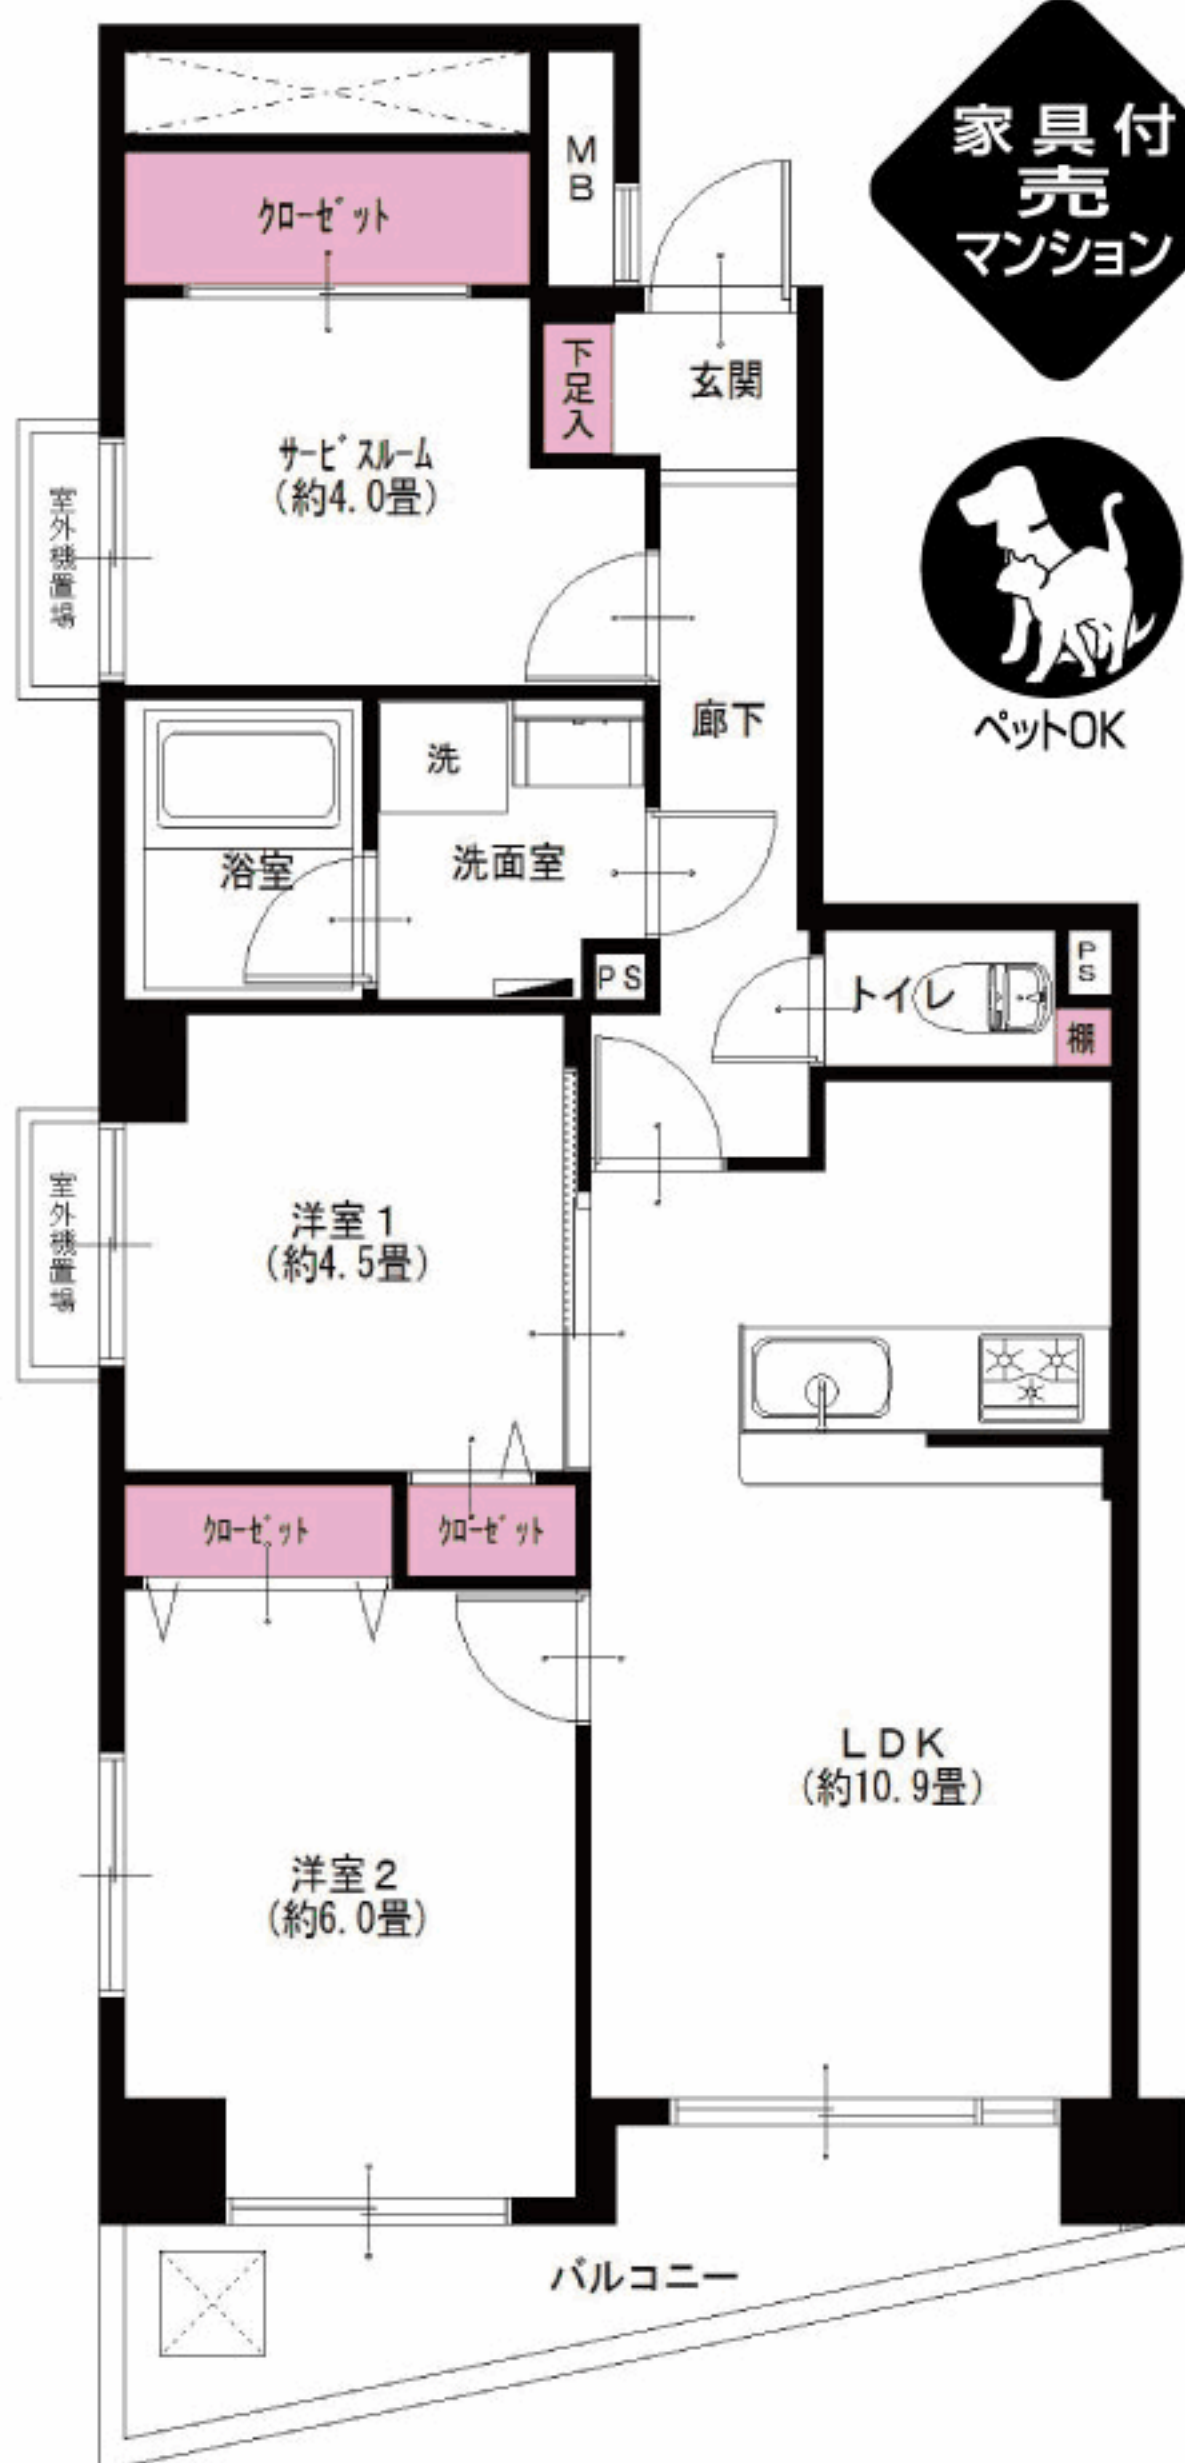 家具付
売
マンション
MB
クローゼット
下足入
玄関
サービスルーム
(約4.0畳)
室外機置場
ペットOK
廊下
洗
浴室
洗面室
PS
トイレ
PS
棚
洋室1
(約4.5畳)
室外機置場
クローゼット
クローゼット
LDK
(約10.9畳)
洋室2
(約6.0畳)
バルコニー